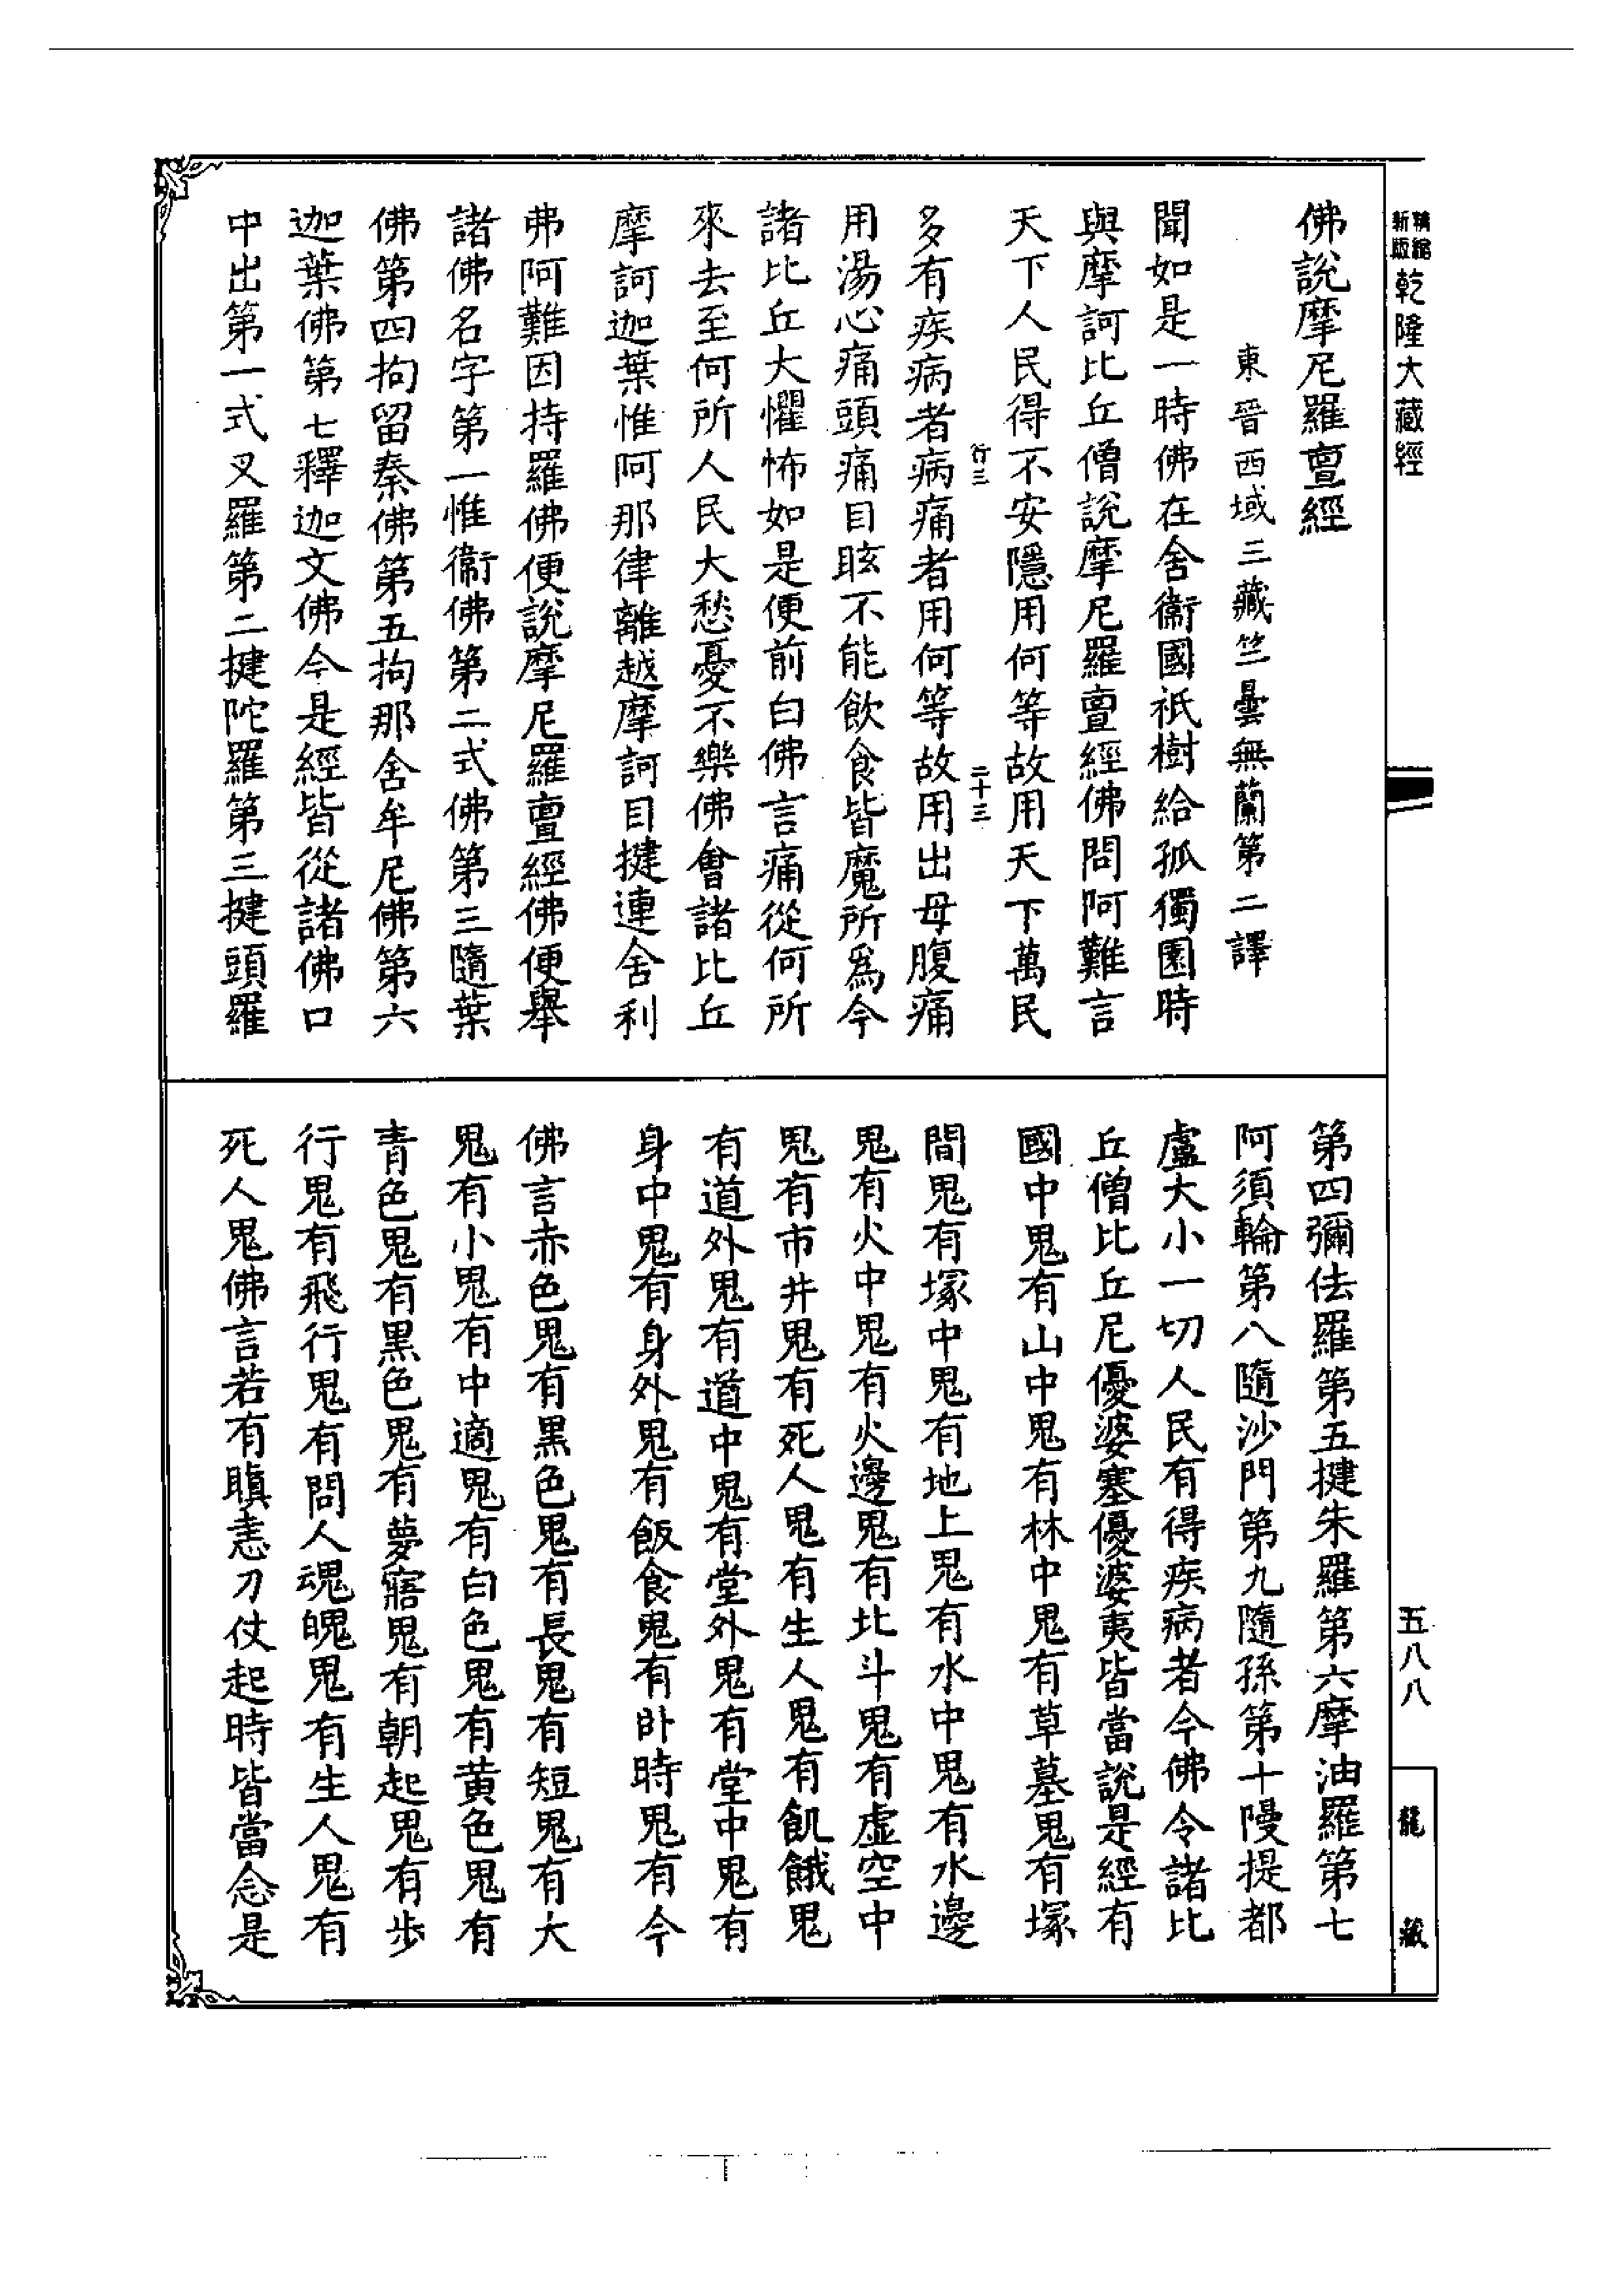 精縮
新版
乾隆大藏經
佛說摩尼羅亶經
東晉西域三藏竺曇無蘭第二譯
聞如是一時佛在舍衛國祇樹給孤獨園時
與摩訶比丘僧說摩尼羅亶經佛問阿難言
天下人民得不安隱用何等故用天下萬民
行三
二十三
多有疾病者病痛者用何等故用出母腹痛
用湯心痛頭痛目眩不能飲食皆魔所為今
諸比丘大懼怖如是便前白佛言痛從何所
來去至何所人民大愁憂不樂佛會諸比丘
摩訶迦葉惟阿那律離越摩訶目揵連舍利
弗阿難因持羅佛便說摩尼羅亶經佛便舉
諸佛名字第一惟衛佛第二式佛第三隨葉
佛第四拘留秦佛第五拘那舍牟尼佛第六
迦葉佛第七釋迦文佛今是經皆從諸佛口
中出第一式叉羅第二揵陀羅第三揵頭羅
第四彌佉羅第五揵朱羅第六摩油羅第七
阿須輪第八隨沙門第九隨孫第十隉提都
盧大小一切人民有得疾病者今佛令諸比
丘僧比丘尼優婆塞優婆夷皆當說是經有
國中鬼有山中鬼有林中鬼有草墓鬼有塚
間鬼有塚中鬼有地上鬼有水中鬼有水邊
鬼有火中鬼有火邊鬼有北斗鬼有虛空中
鬼有市井鬼有死人鬼有生人鬼有飢餓鬼
有道外鬼有道中鬼有堂外鬼有堂中鬼有
身中鬼有身外鬼有飯食鬼有臥時鬼有今
佛言赤色鬼有黑色鬼有長鬼有短鬼有大
鬼有小鬼有中適鬼有白色鬼有黃色鬼有
青色鬼有黑色鬼有夢寤鬼有朝起鬼有步
行鬼有飛行鬼有問人魂魄鬼有生人鬼有
死人鬼佛言若有瞋恚刀仗起時皆當念是
五八八
龍藏